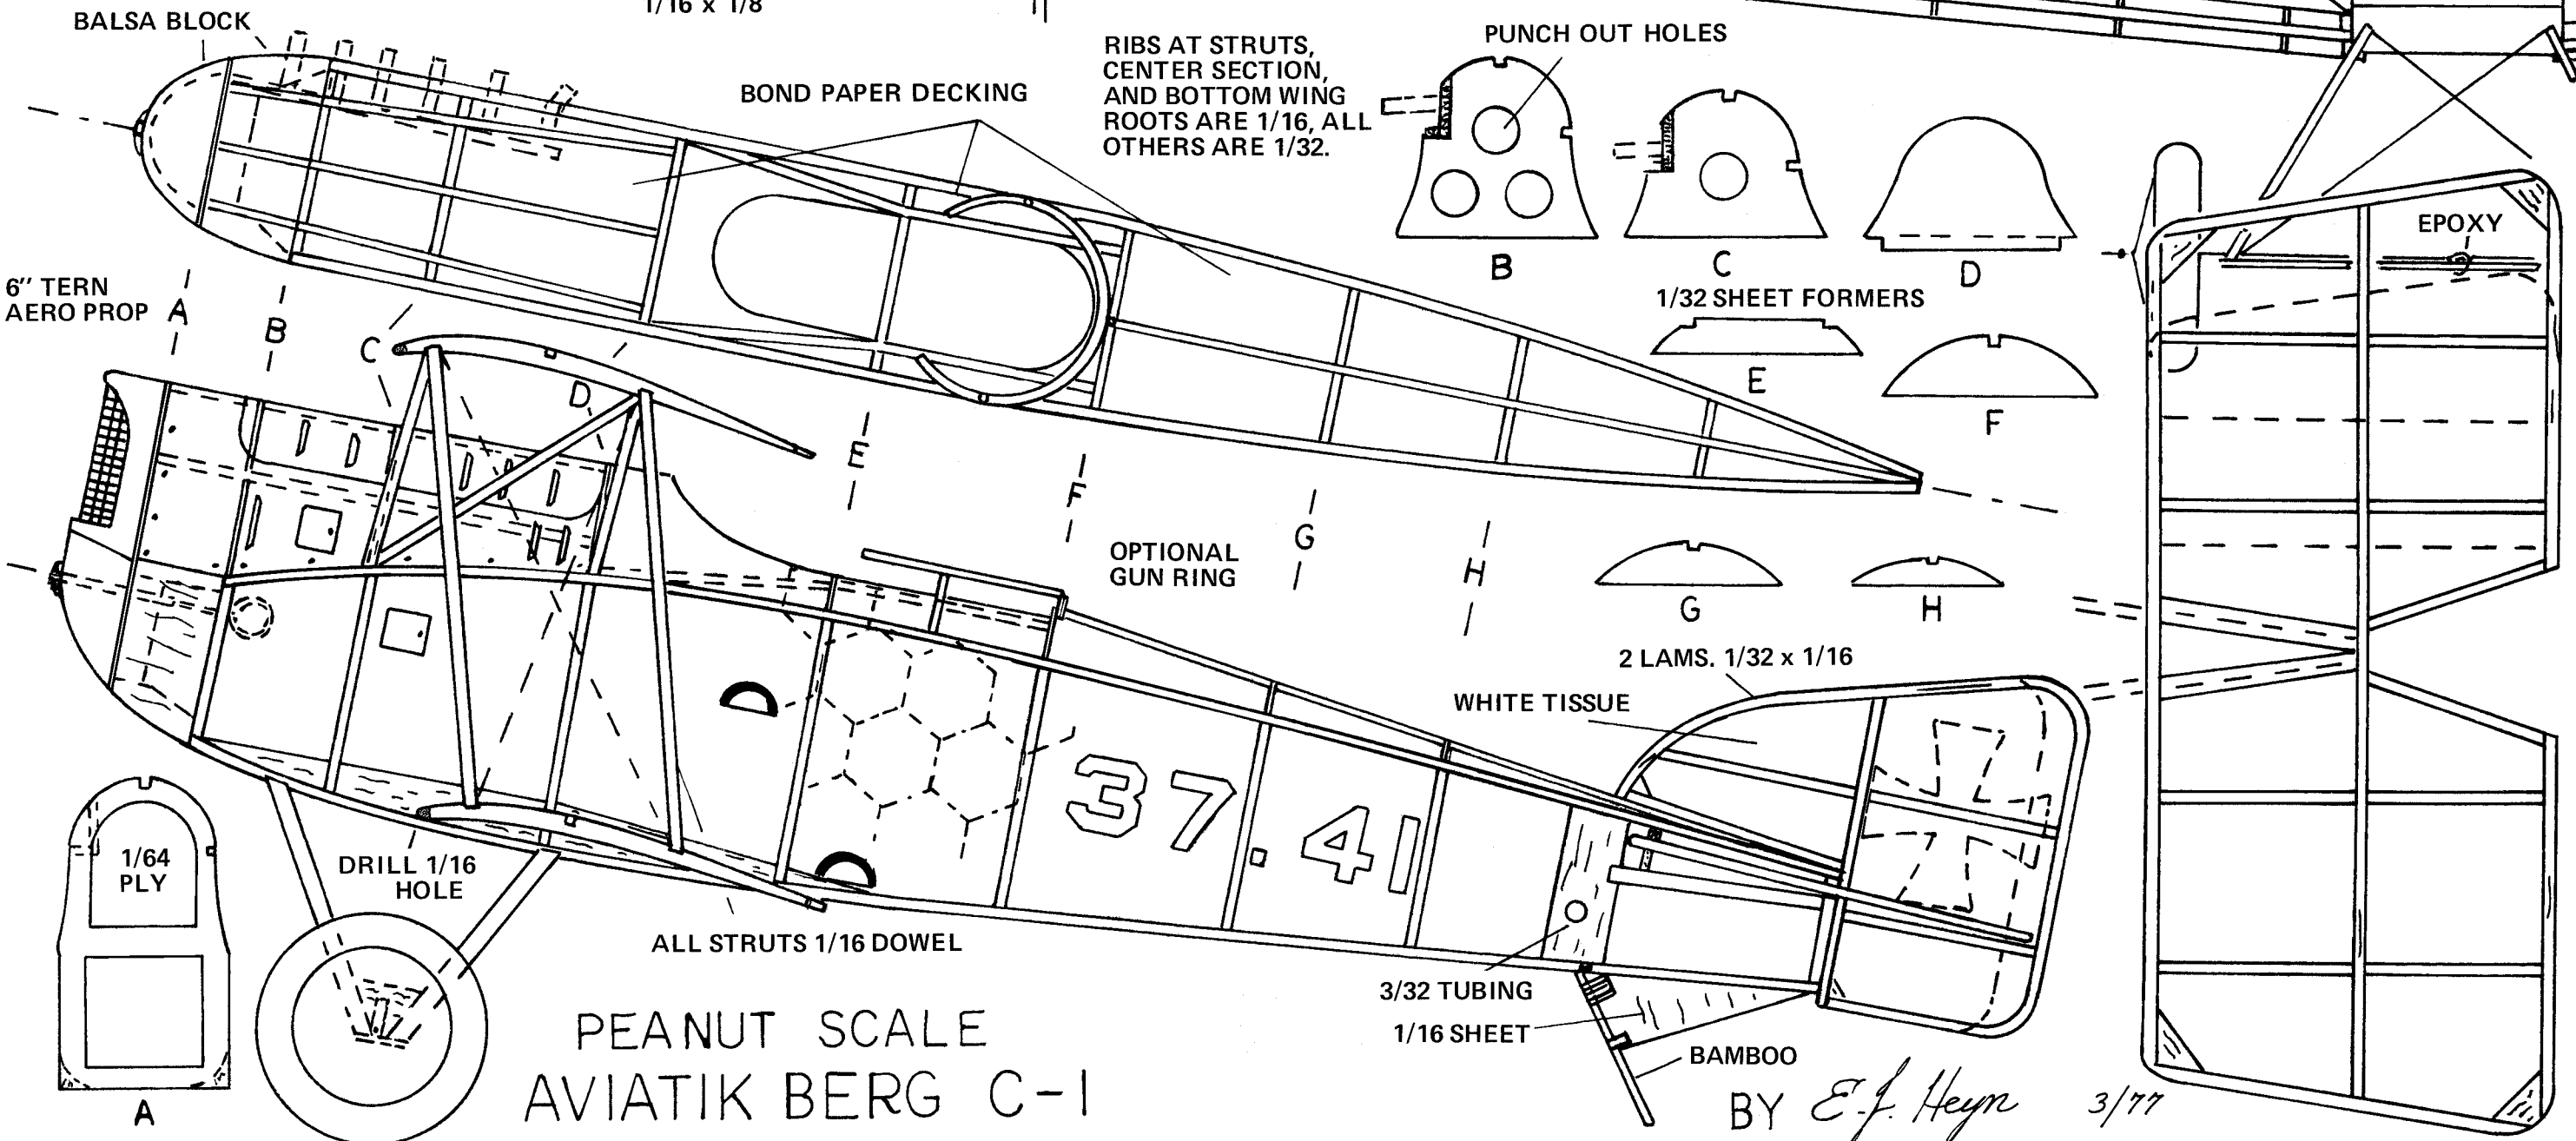 1/16 x 1/8
BALSA BLOCK
BOND PAPER DECKING
RIBS AT STRUTS,
CENTER SECTION,
AND BOTTOM WING
ROOTS ARE 1/16, ALL
OTHERS ARE 1/32.
PUNCH OUT HOLES
B
C
D
1/32 SHEET FORMERS
E
F
G
H
EPOXY
6" TERN
AERO PROP
A
B
C
D
E
F
G
H
OPTIONAL
GUN RING
2 LAMS. 1/32 x 1/16
WHITE TISSUE
37.41
1/64
PLY
A
DRILL 1/16
HOLE
ALL STRUTS 1/16 DOWEL
3/32 TUBING
1/16 SHEET
BAMBOO
PEANUT SCALE
AVIATIK BERG C-1
BY E.J. Heyn 3/77